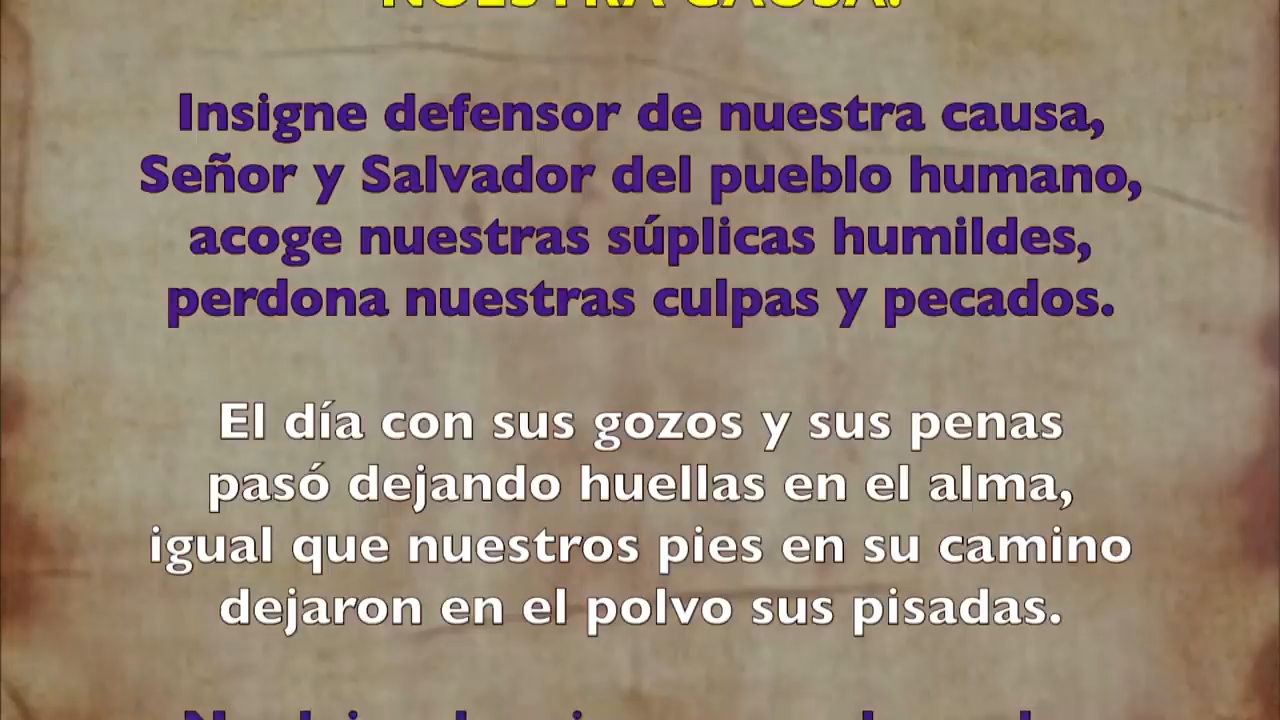 NUESTRA CAUSA.
Insigne defensor de nuestra causa,
Señor y Salvador del pueblo humano,
acoge nuestras súplicas humildes,
perdona nuestras culpas y pecados.
El día con sus gozos y sus penas
pasó dejando huellas en el alma,
igual que nuestros pies en su camino
dejaron en el polvo sus pisadas.